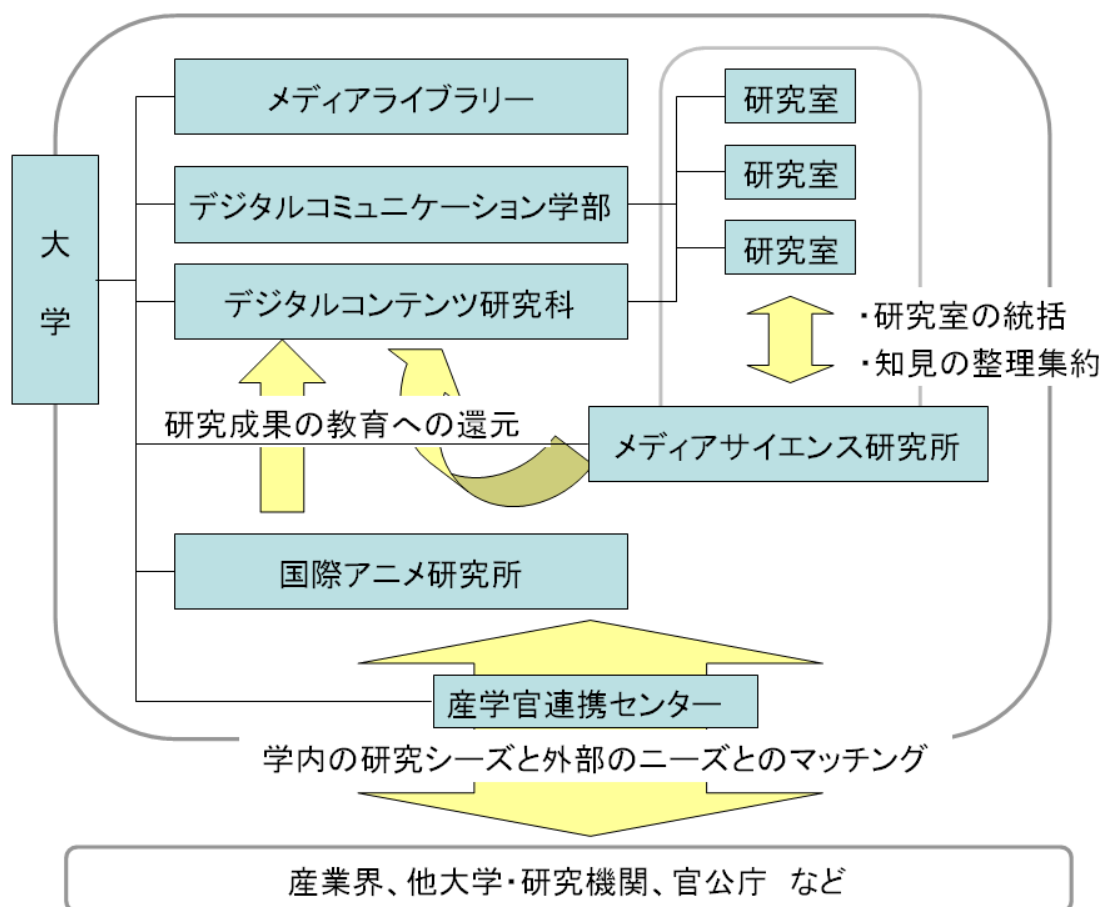 メディアライブラリー
研究室
デジタルコミュニケーション学部
研究室
大
学
研究室
デジタルコンテンツ研究科
・研究室の統括
・知見の整理集約
研究成果の教育への還元
メディアサイエンス研究所
国際アニメ研究所
産学官連携センター
学内の研究シーズと外部のニーズとのマッチング
産業界、他大学・研究機関、官公庁 など